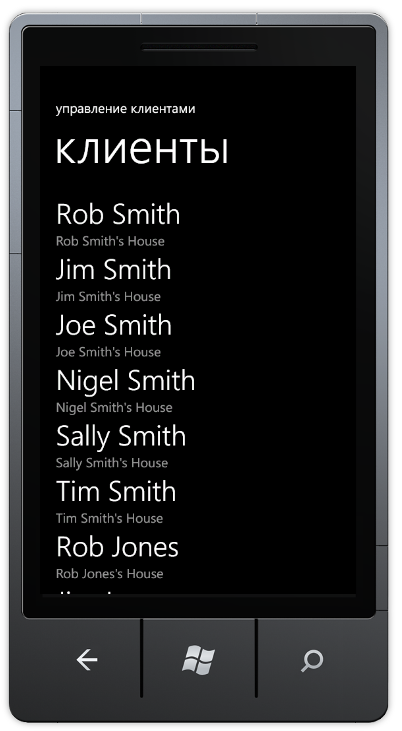 управление клиентами
клиенты
Rob Smith
Rob Smith's House
Jim Smith
Jim Smith's House
Joe Smith
Joe Smith's House
Nigel Smith
Nigel Smith's House
Sally Smith
Sally Smith's House
Tim Smith
Tim Smith's House
Rob Jones
Rob Jones's House